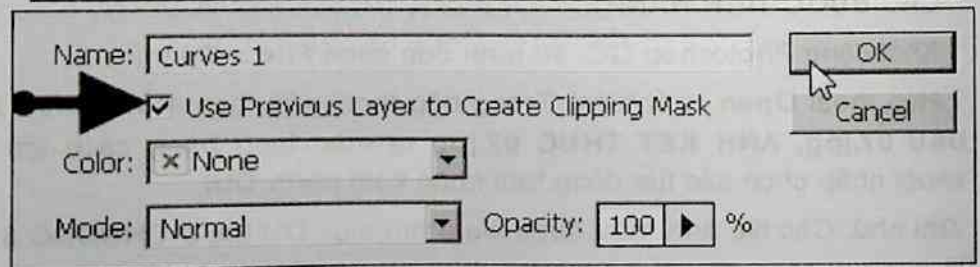 Name: Curves 1 OK
Use Previous Layer to Create Clipping Mask Cancel
Color: None
Mode: Normal Opacity: 100 %